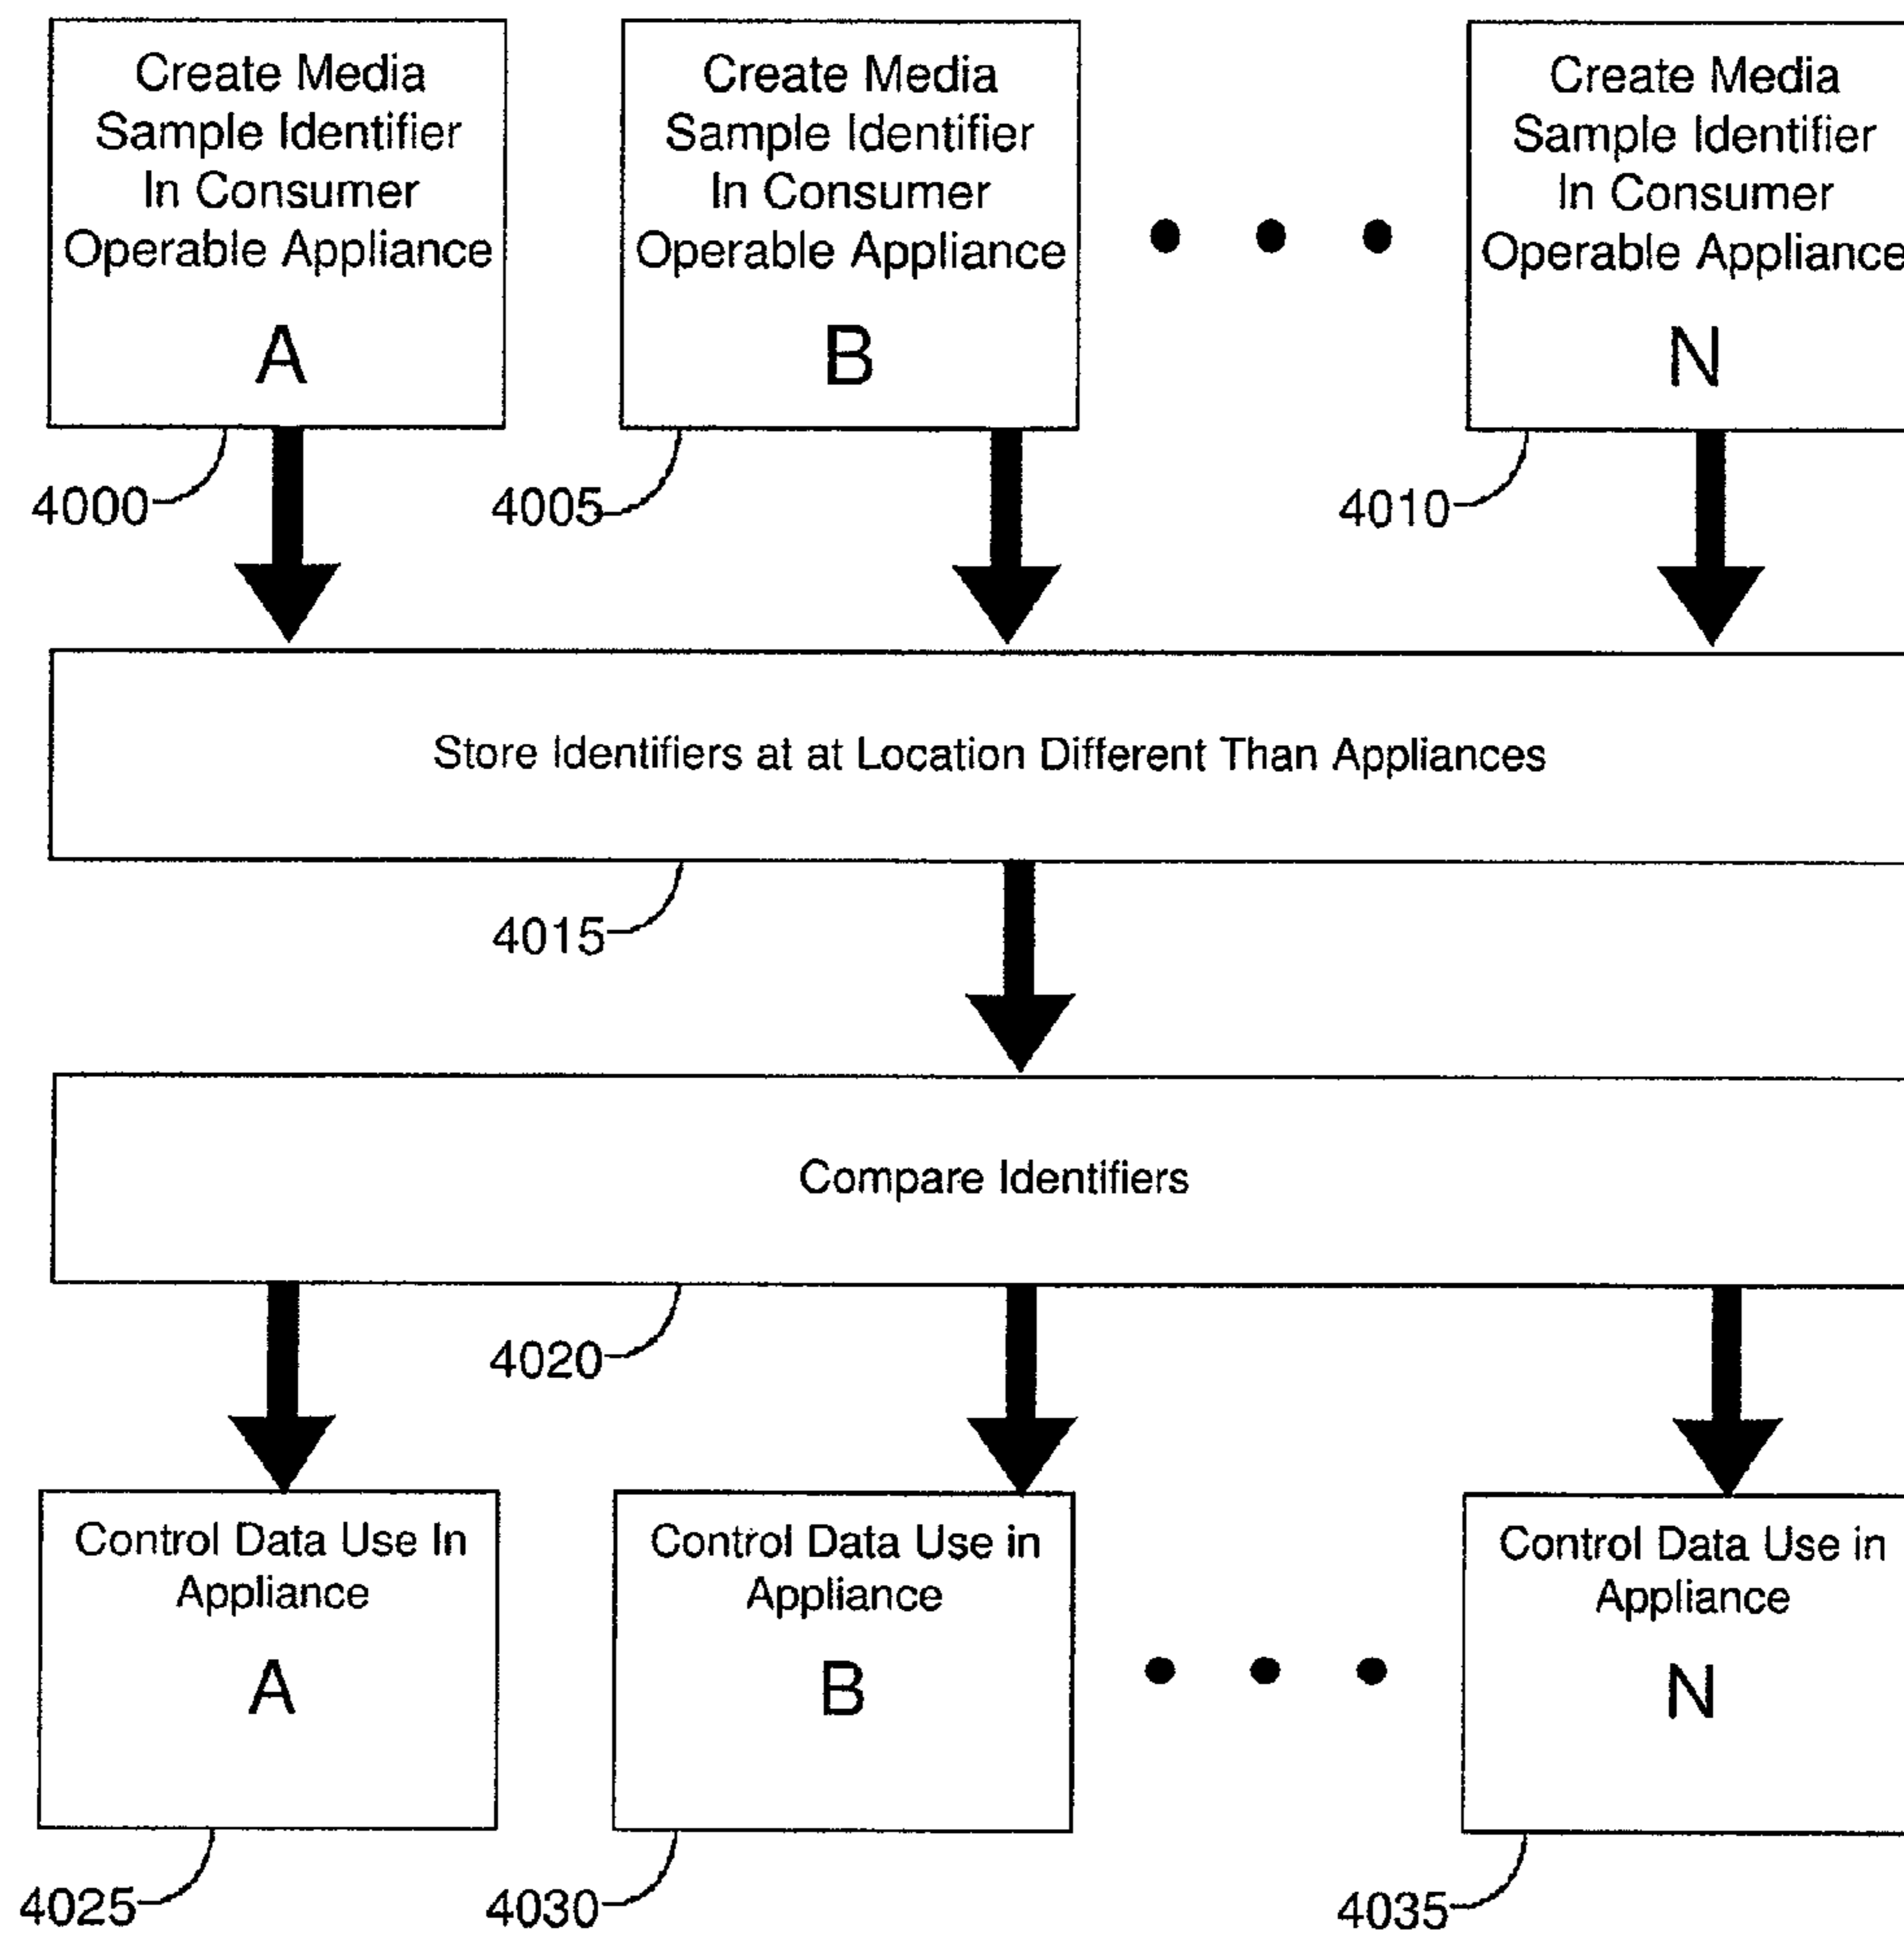 Create Media
Sample Identifier
In Consumer
Operable Appliance
A
Create Media
Sample Identifier
In Consumer
Operable Appliance
B
Create Media
Sample Identifier
In Consumer
Operable Appliance
N
4000
4005
4010
Store Identifiers at at Location Different Than Appliances
4015
Compare Identifiers
4020
Control Data Use In
Appliance
A
Control Data Use in
Appliance
B
Control Data Use in
Appliance
N
4025
4030
4035